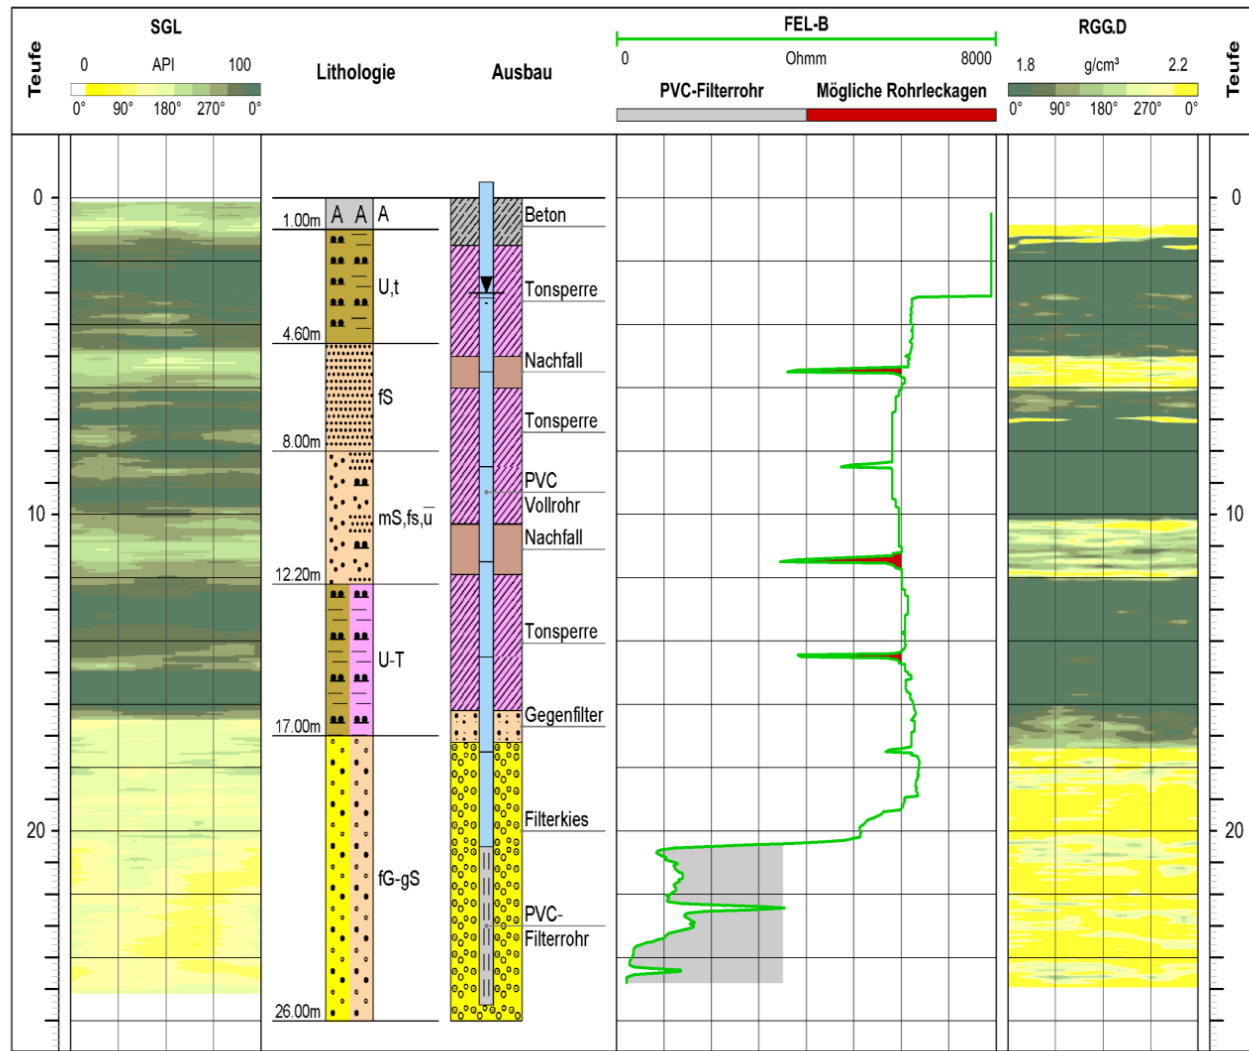 SGL
FEL-B
RGG.D
Teufe
0 API 100
Lithologie
Ausbau
0 Ohmm 8000
1.8 g/cm³ 2.2
Teufe
0° 90° 180° 270° 0°
PVC-Filterrohr
Mögliche Rohrleckagen
0° 90° 180° 270° 0°
0
A A A
Beton
0
1.00m
U,t
Tonsperre
4.60m
Nachfall
fS
Tonsperre
8.00m
PVC
Vollrohr
10
mS,fs,u̅
Nachfall
10
12.20m
U-T
Tonsperre
Gegenfilter
17.00m
Filterkies
20
20
fG-gS
PVC-
Filterrohr
26.00m